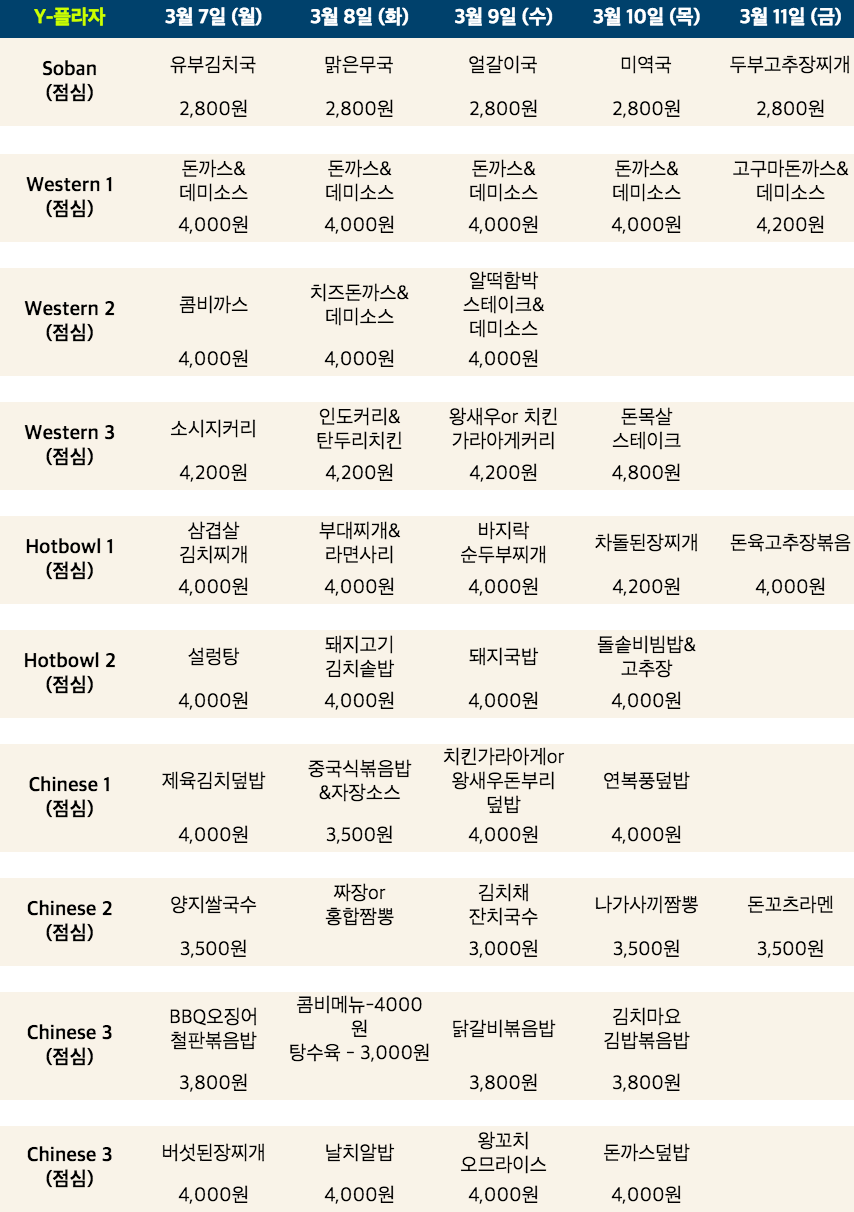 Y-플라자 3월 7일 (월) 3월 8일 (화) 3월 9일 (수) 3월 10일 (목) 3월 11일 (금)
Soban
(점심)
유부김치국 맑은무국 얼갈이국 미역국 두부고추장찌개
2,800원 2,800원 2,800원 2,800원 2,800원
Western 1
(점심)
돈까스& 돈까스& 돈까스& 돈까스& 고구마돈까스&
데미소스 데미소스 데미소스 데미소스 데미소스
4,000원 4,000원 4,000원 4,000원 4,200원
Western 2
(점심)
콤비까스
4,000원
치즈돈까스&
데미소스
4,000원
알떡함박
스테이크&
데미소스
4,000원
Western 3
(점심)
소시지커리
4,200원
인도커리&
탄두리치킨
4,200원
왕새우or 치킨
가라아게커리
4,200원
돈목살
스테이크
4,800원
Hotbowl 1
(점심)
삼겹살
김치찌개
4,000원
부대찌개&
라면사리
4,000원
바지락
순두부찌개
4,000원
차돌된장찌개
4,200원
돈육고추장볶음
4,000원
Hotbowl 2
(점심)
설렁탕
4,000원
돼지고기
김치솥밥
4,000원
돼지국밥
4,000원
돌솥비빔밥&
고추장
4,000원
Chinese 1
(점심)
제육김치덮밥
4,000원
중국식볶음밥
&자장소스
3,500원
치킨가라아게or
왕새우돈부리
덮밥
4,000원
연복풍덮밥
4,000원
Chinese 2
(점심)
양지쌀국수
3,500원
짜장or
홍합짬뽕
김치채
잔치국수
3,000원
나가사끼짬뽕
3,500원
돈꼬츠라멘
3,500원
Chinese 3
(점심)
BBQ오징어
철판볶음밥
3,800원
콤비메뉴-4000
원
탕수육 - 3,000원
닭갈비볶음밥
3,800원
김치마요
김밥볶음밥
3,800원
Chinese 3
(점심)
버섯된장찌개
4,000원
날치알밥
4,000원
왕꼬치
오므라이스
4,000원
돈까스덮밥
4,000원